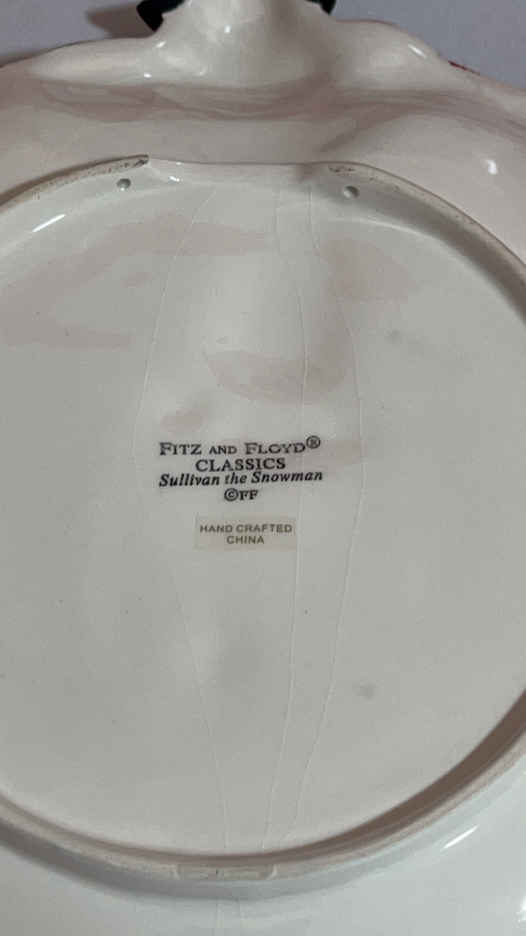 FITZ AND FLOYD®
CLASSICS
Sullivan the Snowman
©FF
HAND CRAFTED
CHINA